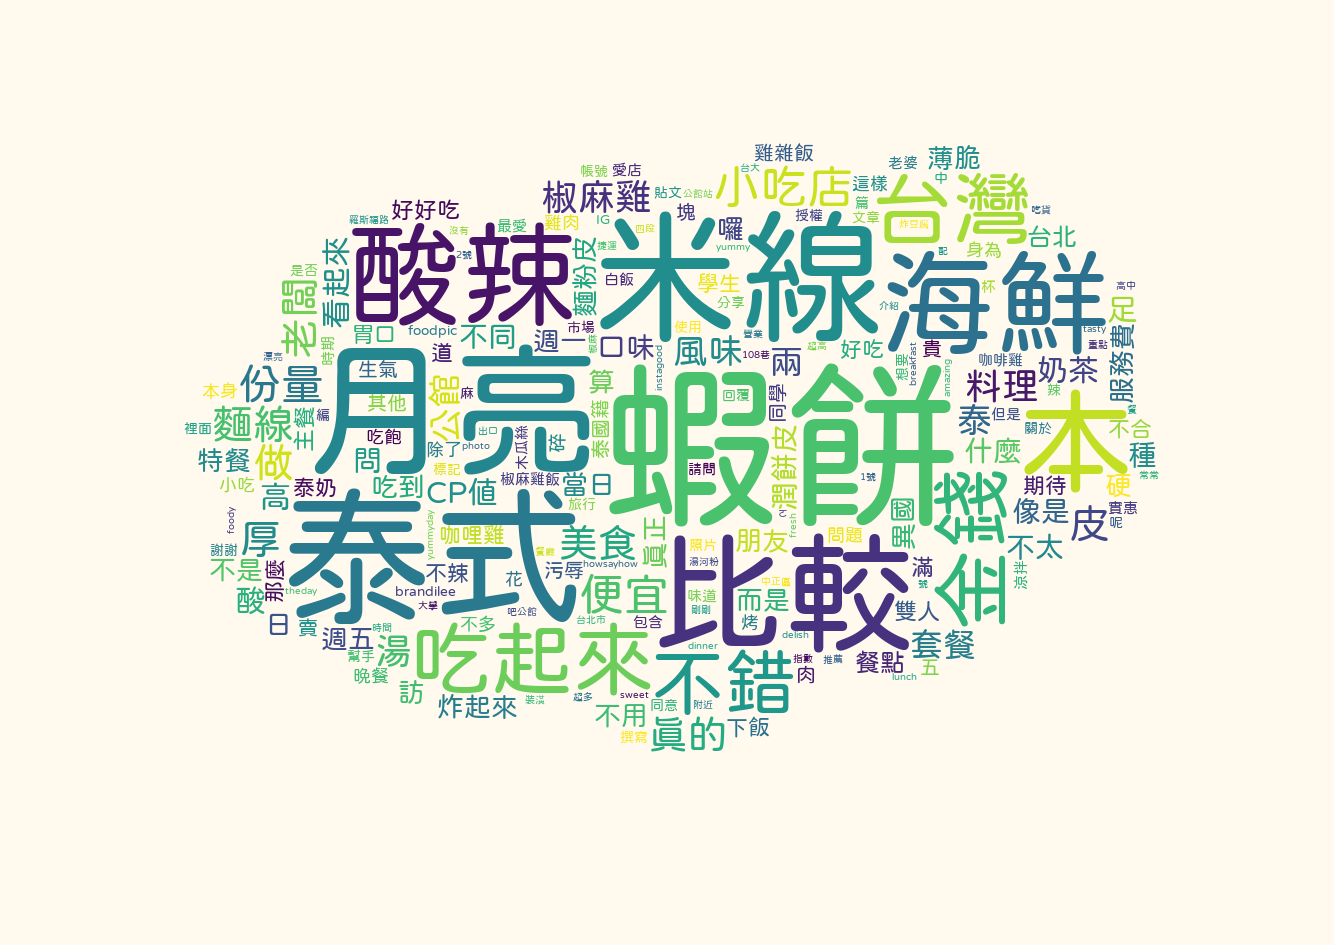 雞雜飯
薄脆
台大
老婆
中
帳號
愛店
椒麻雞
貼文
公館站
小吃店
這樣
台灣
吃貨
好好吃
羅斯福路
沒有
最愛
雞肉
IG
四段
塊
囉
授權
篇
文章
炸豆腐
身為
台北
酸辣
米線
海鮮
2號
捷運
yummy
配
看起來
麵粉皮
白飯
學生
分享
介紹
杯
高中
足
是否
老闆
時期
胃口
foodpic
不同
週一
市場
口味
使用
風味
營業
超高
好吃
貴
tasty
重點
服務費
漂亮
道
椒麻
instagood
108巷
兩
想要
breakfast
咖啡雞
奶茶
份量
生氣
月亮
蝦餅
算
回覆
同學
amazing
料理
辣
本身
其他
公館
麻
泰國籍
泰
但是
關於
本
不合
裡面
麵線
主餐
編
吃飽
出口
除了
photo
木瓜絲
什麼
種
特餐
做
問
標記
椒麻雞飯
請問
潤餅皮
1號
常常
小吃
高
泰奶
吃到
CP值
當日
旅行
期待
硬
foody
厚
泰式
yummyday
咖哩雞
美食
真正
照片
朋友
fresh
問題
異國
金錢
像是
皮
實惠
呢
謝謝
不是
那麼
theday
不辣
花
污辱
howsayhow
湯河粉
比較
滿
號
不太
涼拌
酸
brandilee
大學
吧公館
便宜
味道
剛剛
而是
中正區
雙人
日
賣
週五
時間
不多
台北市
包含
烤
delish
套餐
幫手
湯
吃起來
不錯
dinner
指數
推薦
餐點
五
晚餐
訪
sweet
肉
lunch
炸起來
裝潢
超多
不用
同意
附近
撰寫
真的
下飯